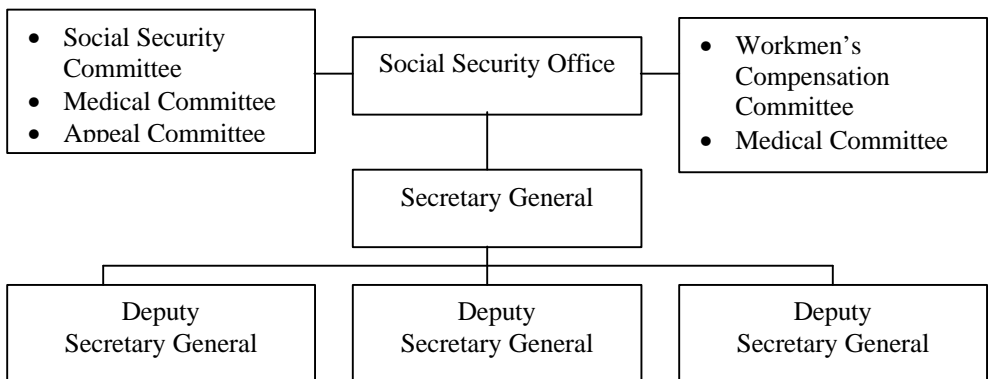 • Social Security
Committee
• Medical Committee
• Appeal Committee
Social Security Office
• Workmen’s
Compensation
Committee
• Medical Committee
Secretary General
Deputy
Secretary General
Deputy
Secretary General
Deputy
Secretary General